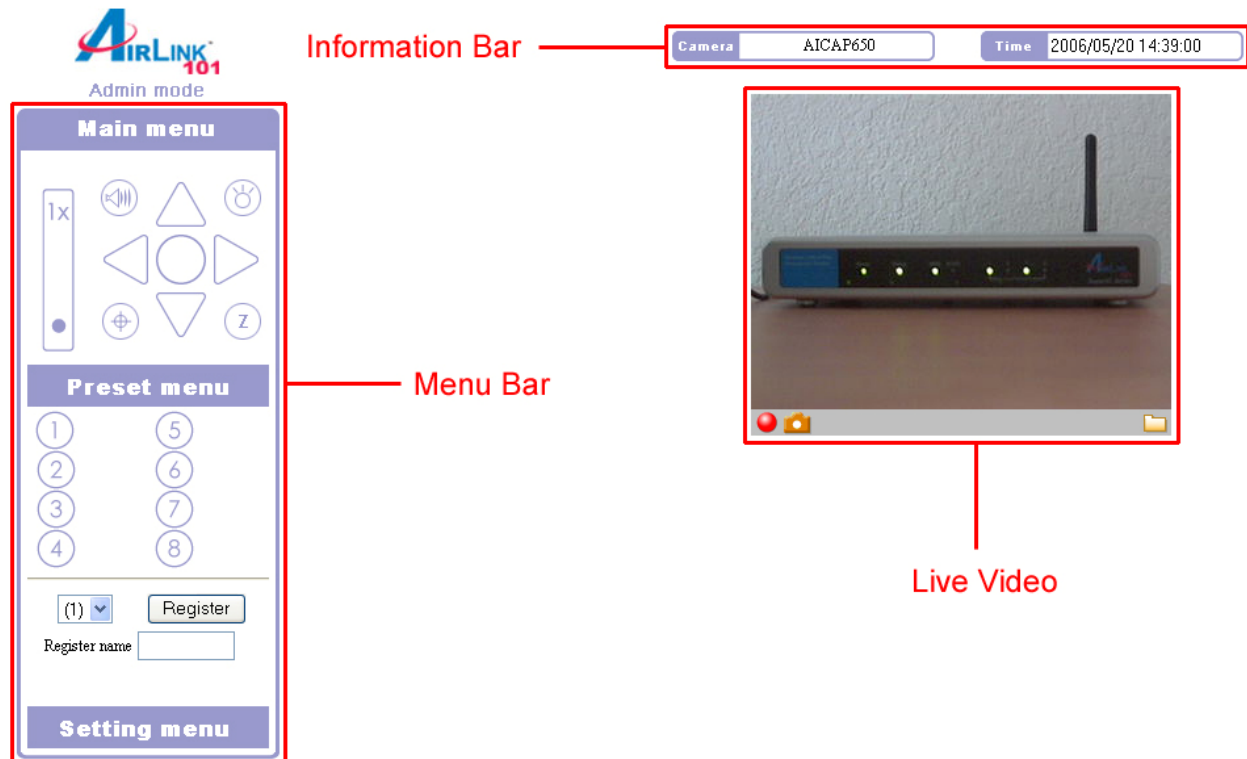 AIRLINK
101
Admin mode
Information Bar
Camera AICAP650 Time 2006/05/20 14:39:00
Main menu
1x
Z
Preset menu
1 5
2 6
3 7
4 8
(1) Register
Register name
Setting menu
Menu Bar
AIRLINK
Live Video